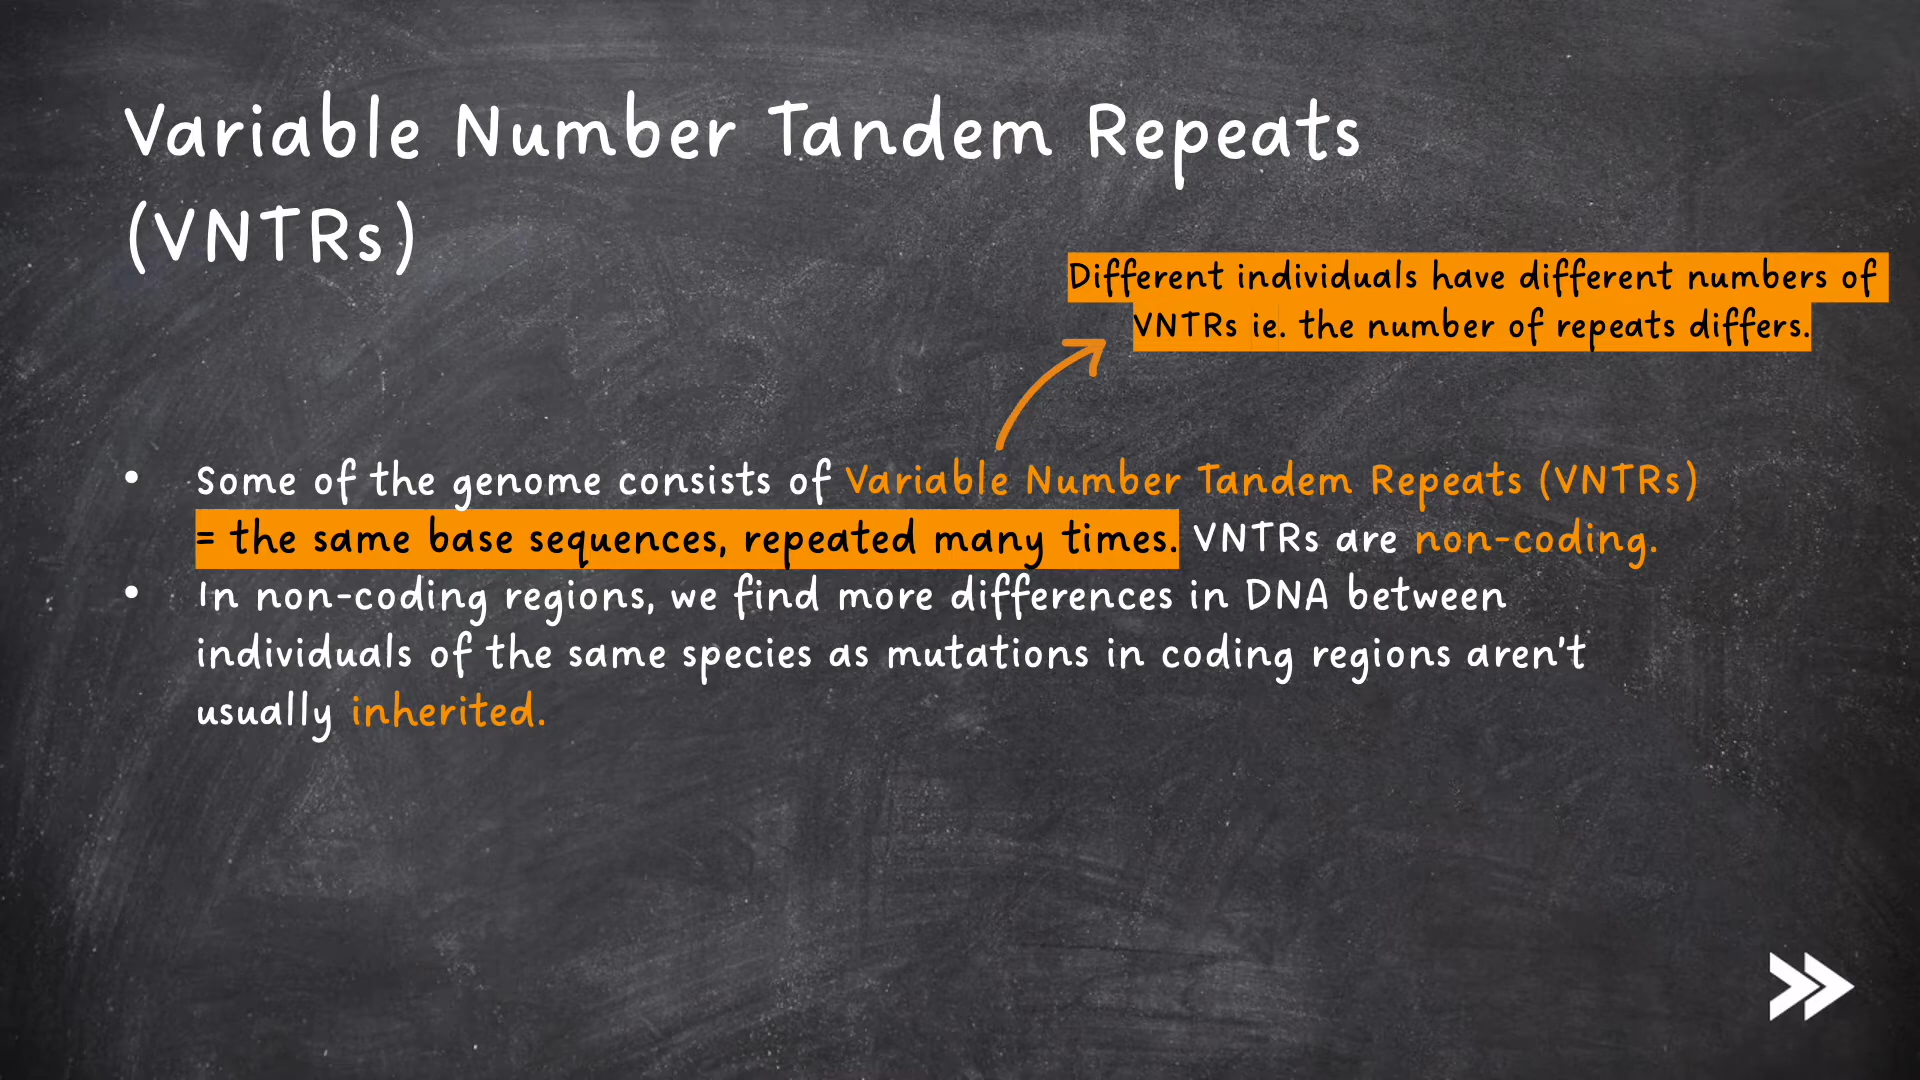 Variable Number Tandem Repeats
(VNTRs)
Different individuals have different numbers of
VNTRs ie. the number of repeats differs.
• Some of the genome consists of Variable Number Tandem Repeats (VNTRs)
= the same base sequences, repeated many times. VNTRs are non-coding.
• In non-coding regions, we find more differences in DNA between
individuals of the same species as mutations in coding regions aren't
usually inherited.